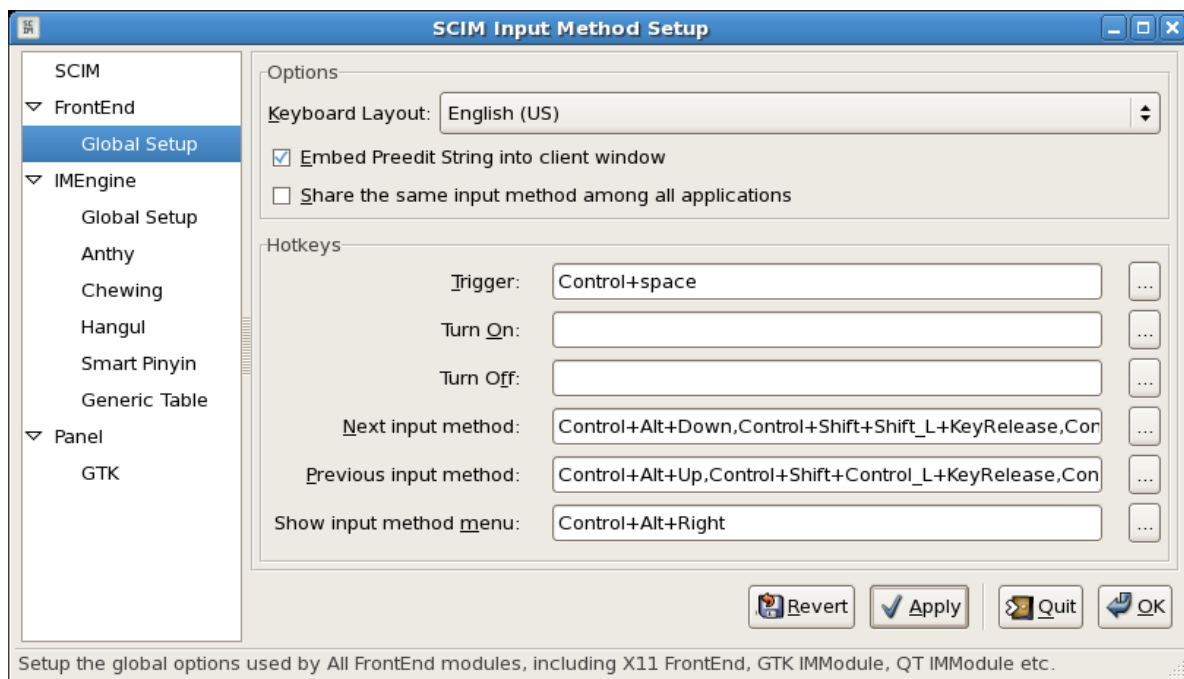 SCIM Input Method Setup
SCIM
FrontEnd
Global Setup
IMEngine
Global Setup
Anthy
Chewing
Hangul
Smart Pinyin
Generic Table
Panel
GTK
Options
Keyboard Layout: English (US)
Embed Preedit String into client window
Share the same input method among all applications
Hotkeys
Trigger: Control+space ...
Turn On: ...
Turn Off: ...
Next input method: Control+Alt+Down,Control+Shift+Shift_L+KeyRelease,Con ...
Previous input method: Control+Alt+Up,Control+Shift+Control_L+KeyRelease,Con ...
Show input method menu: Control+Alt+Right ...
Revert Apply Quit OK
Setup the global options used by All FrontEnd modules, including X11 FrontEnd, GTK IMModule, QT IMModule etc.